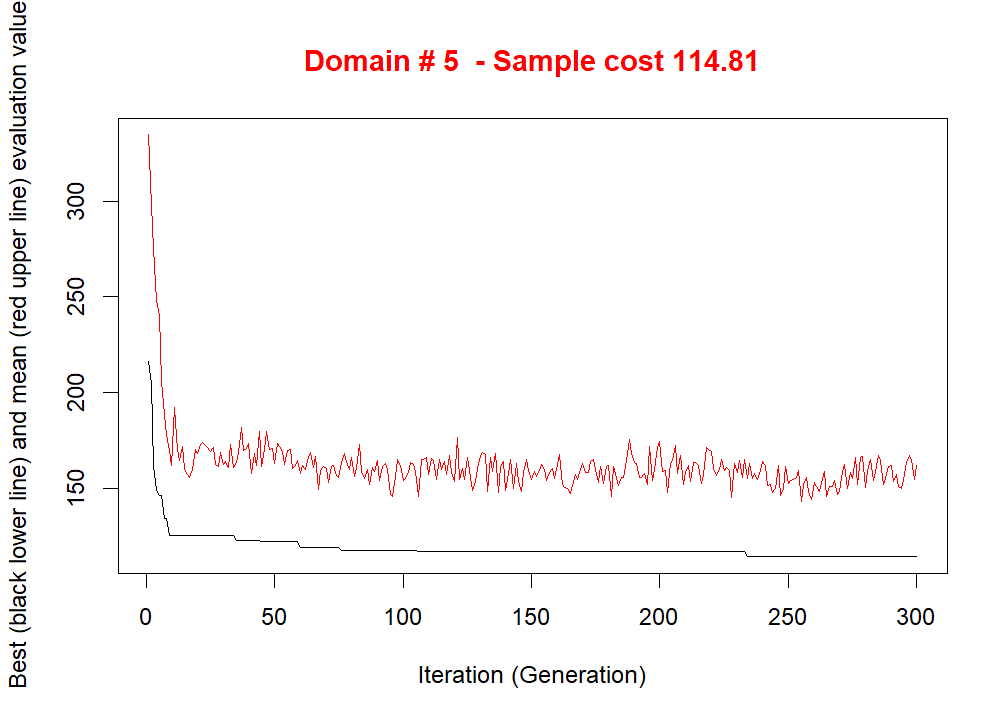 Domain # 5  - Sample cost 114.81
Best (black lower line) and mean (red upper line) evaluation value
300
250
200
150
0 50 100 150 200 250 300
Iteration (Generation)